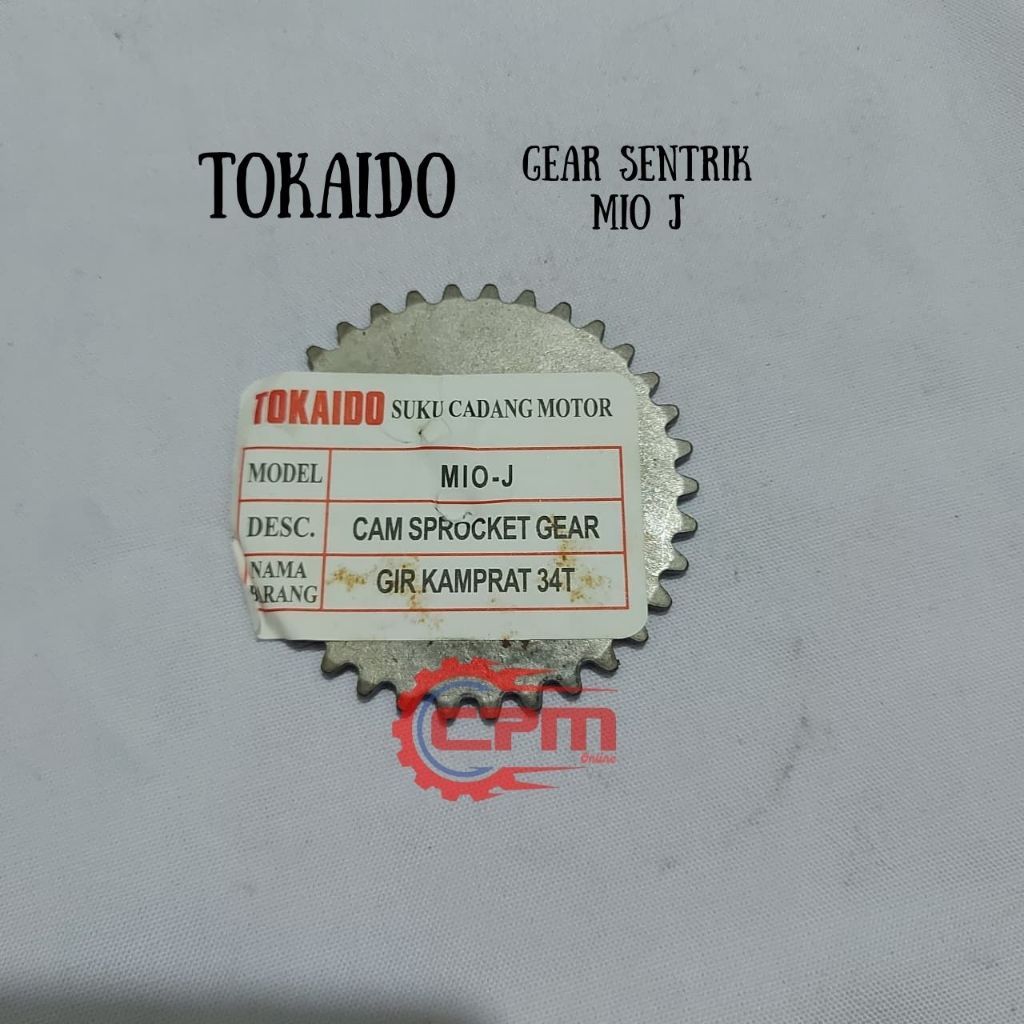 TOKAIDO
GEAR SENTRIK
MIO J
TOKAIDO SUKU CADANG MOTOR
MODEL MIO-J
DESC. CAM SPROCKET GEAR
NAMA
BARANG GIR KAMPRAT 34T
CPM
Online